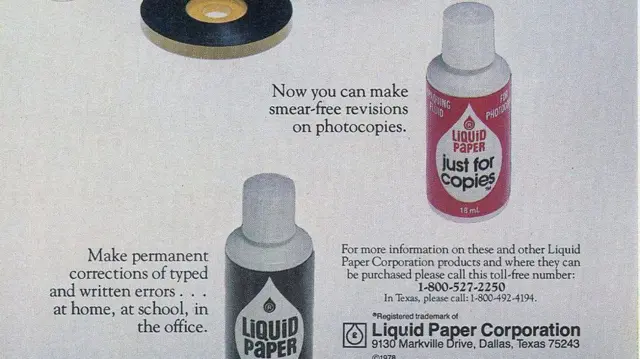 Now you can make
smear-free revisions
on photocopies.
FLUID
FOR
LIQUID
PAPER
just for
copies
™
18 ml
Make permanent
corrections of typed
and written errors . . .
at home, at school, in
the office.
LIQUID
PAPER
For more information on these and other Liquid
Paper Corporation products and where they can
be purchased please call this toll-free number:
1-800-527-2250
In Texas, please call: 1-800-492-4194.
*Registered trademark of
Liquid Paper Corporation
9130 Markville Drive, Dallas, Texas 75243
©1978